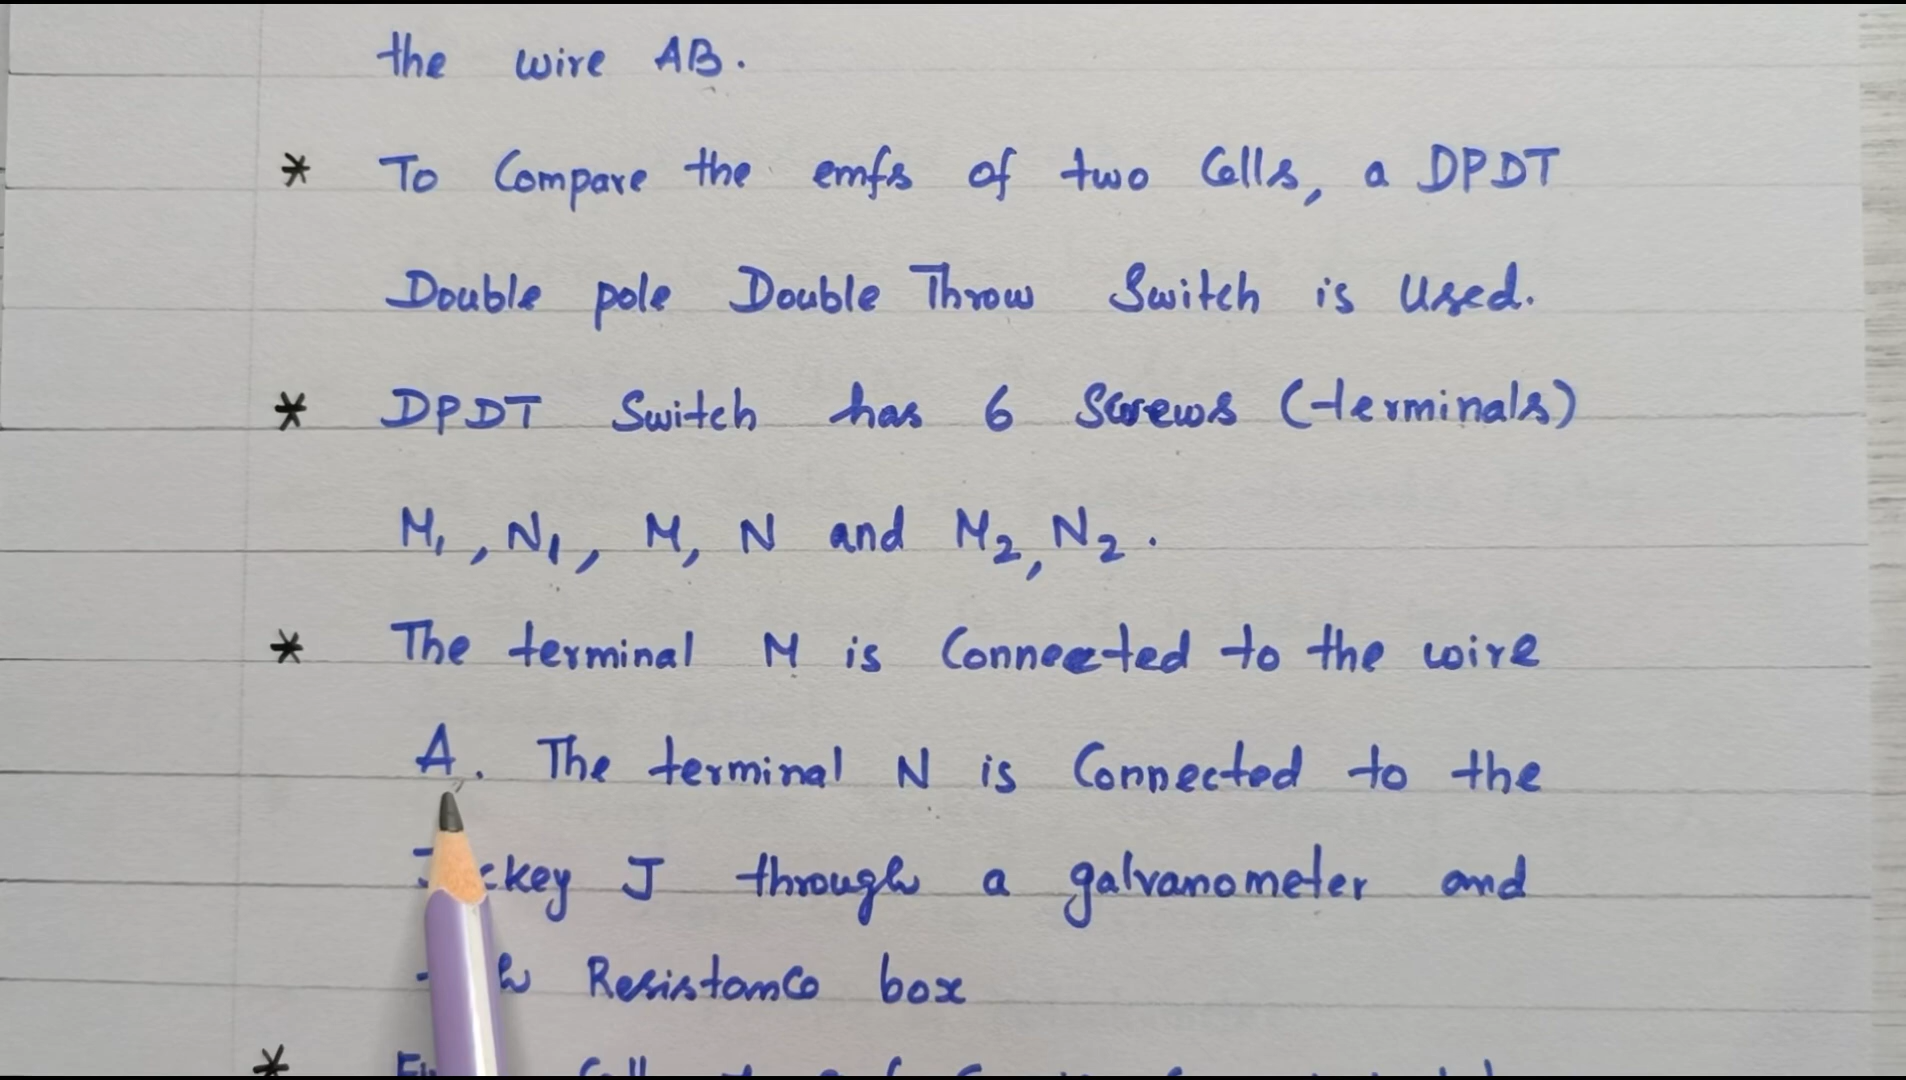 the wire AB.
* To Compare the emfs of two Cells, a DPDT
Double pole Double Throw Switch is Used.
* DPDT Switch has 6 Screws (terminals)
M₁, N₁, M, N and M₂, N₂.
* The terminal M is Connected to the wire
A. The terminal N is Connected to the
J through a galvanometer and
Resistance box
*